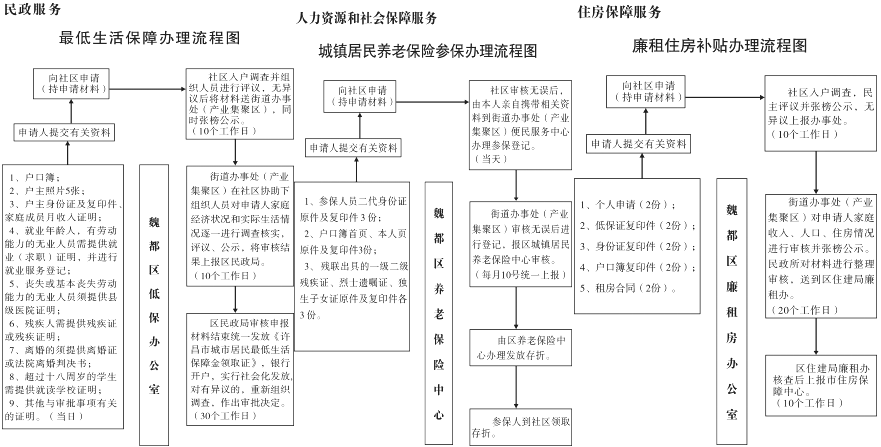 民政服务
最低生活保障办理流程图
向社区申请
（持申请材料）
申请人提交有关资料
1、户口簿；
2、户主照片5张；
3、户主身份证及复印件、
家庭成员月收入证明；
4、就业年龄人，有劳动
能力的无业人员需提供就业
（求职）证明，并进行
就业服务登记；
5、丧失或基本丧失劳动
能力的无业人员须提供县
级医院证明；
6、残疾人需提供残疾证
或残疾证明；
7、离婚的须提供离婚证
或法院离婚判决书；
8、超过十八周岁的学生
需提供就读学校证明；
9、其他与审批事项有关
的证明。（当日）
魏都区低保办公室
社区入户调查并组
织人员进行评议，无异
议后将材料送街道办事
处（产业集聚区），同
时张榜公示。
（10个工作日）
街道办事处（产业
集聚区）在社区协助下
组织人员对申请人家庭
经济状况和实际生活情
况逐一进行调查核实，
评议、公示，将审核结
果上报区民政局。
（10个工作日）
区民政局审核申报
材料结束统一发放《许
昌市城市居民最低生活
保障金领取证》，银行
开户，实行社会化发放，
对有异议的，重新组织
调查，作出审批决定。
（30个工作日）
人力资源和社会保障服务
城镇居民养老保险参保办理流程图
向社区申请
（持申请材料）
申请人提交有关资料
1、参保人员二代身份证
原件及复印件3份；
2、户口簿首页、本人页
原件及复印件3份；
3、残联出具的一级二级
残疾证、烈士遗嘱证、独
生子女证原件及复印件各
3份。
魏都区养老保险中心
社区审核无误后，
由本人亲自携带相关资
料到街道办事处（产业
集聚区）便民服务中心
办理参保登记。
（当天）
街道办事处（产业
集聚区）审核无误后进
行登记，报区城镇居民
养老保险中心审核。
（每月10号统一上报）
由区养老保险中
心办理发放存折。
参保人到社区领取
存折。
住房保障服务
廉租住房补贴办理流程图
向社区申请
（持申请材料）
申请人提交有关资料
1、个人申请（2份）；
2、低保证复印件（2份）；
3、身份证复印件（2份）；
4、户口簿复印件（2份）；
5、租房合同（2份）。
魏都区廉租房办公室
社区入户调查，民
主评议并张榜公示，无
异议上报办事处。
（10个工作日）
街道办事处（产业集
聚区）对申请人家庭
收入、人口、住房情况
进行审核并张榜公示。
民政所对材料进行整理
审核，送到区住建局廉
租办。
（20个工作日）
区住建局廉租办
核查后上报市住房保
障中心。
（10个工作日）